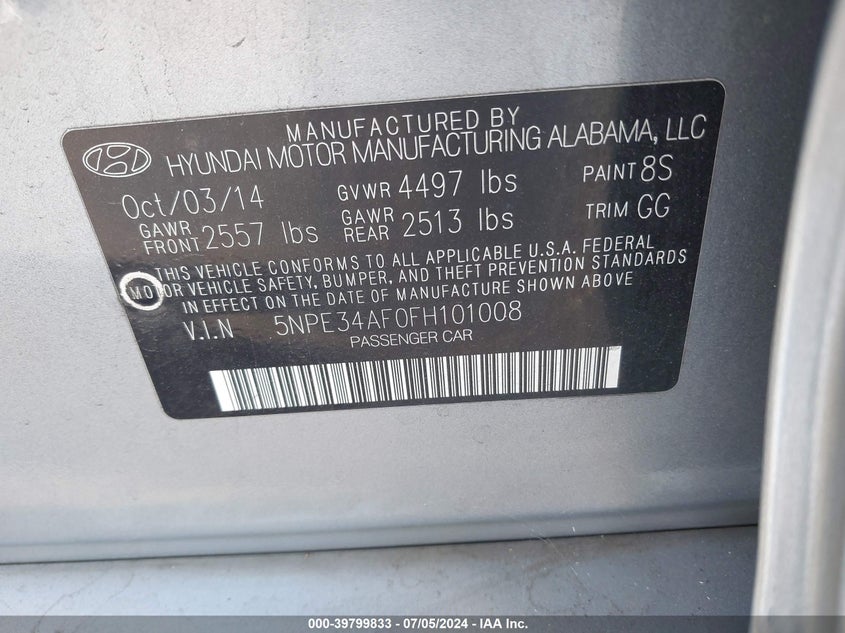 MANUFACTURED BY
HYUNDAI MOTOR MANUFACTURING ALABAMA, LLC
Oct/03/14 GVWR 4497 lbs PAINT 8S
GAWR FRONT 2557 lbs GAWR REAR 2513 lbs TRIM GG
THIS VEHICLE CONFORMS TO ALL APPLICABLE U.S.A. FEDERAL
MOTOR VEHICLE SAFETY, BUMPER, AND THEFT PREVENTION STANDARDS
IN EFFECT ON THE DATE OF MANUFACTURE SHOWN ABOVE
V.I.N 5NPE34AF0FH101008
PASSENGER CAR
000-39799833 - 07/05/2024 - IAA Inc.